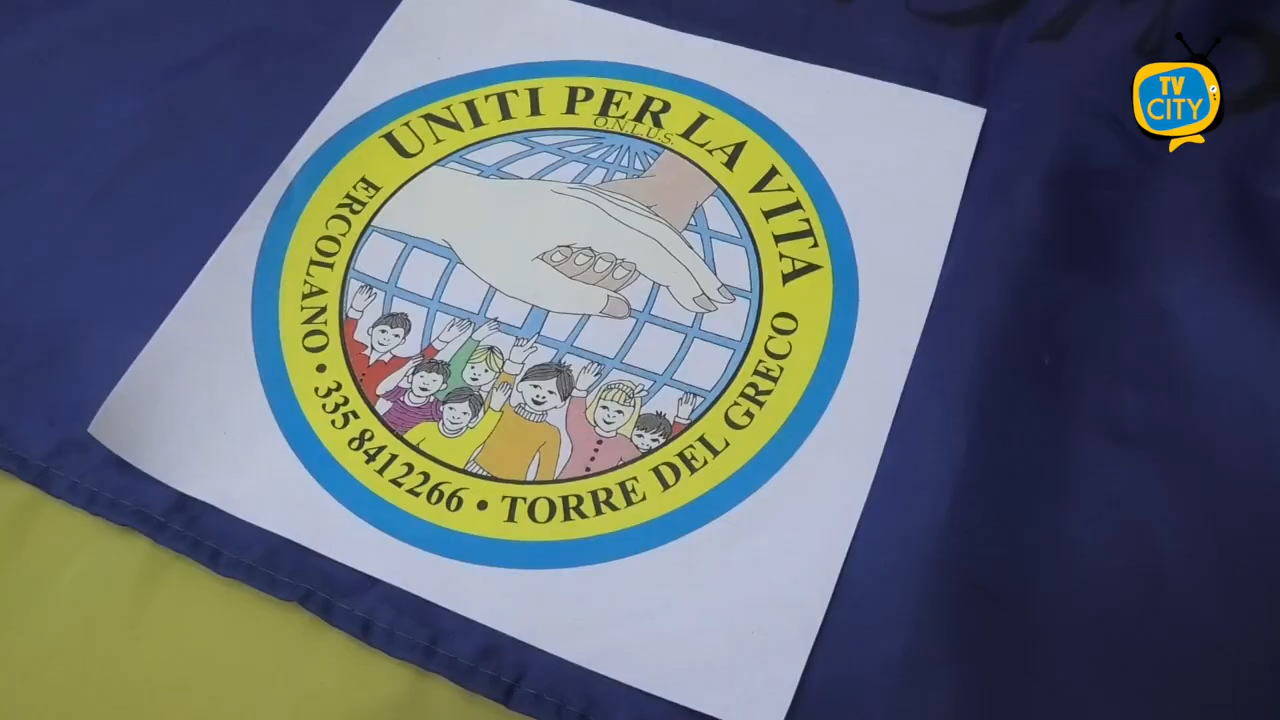 UNITI PER LA VITA
O.N.L.U.S.
ERCOLANO • 335 8412266 • TORRE DEL GRECO
TV
CITY